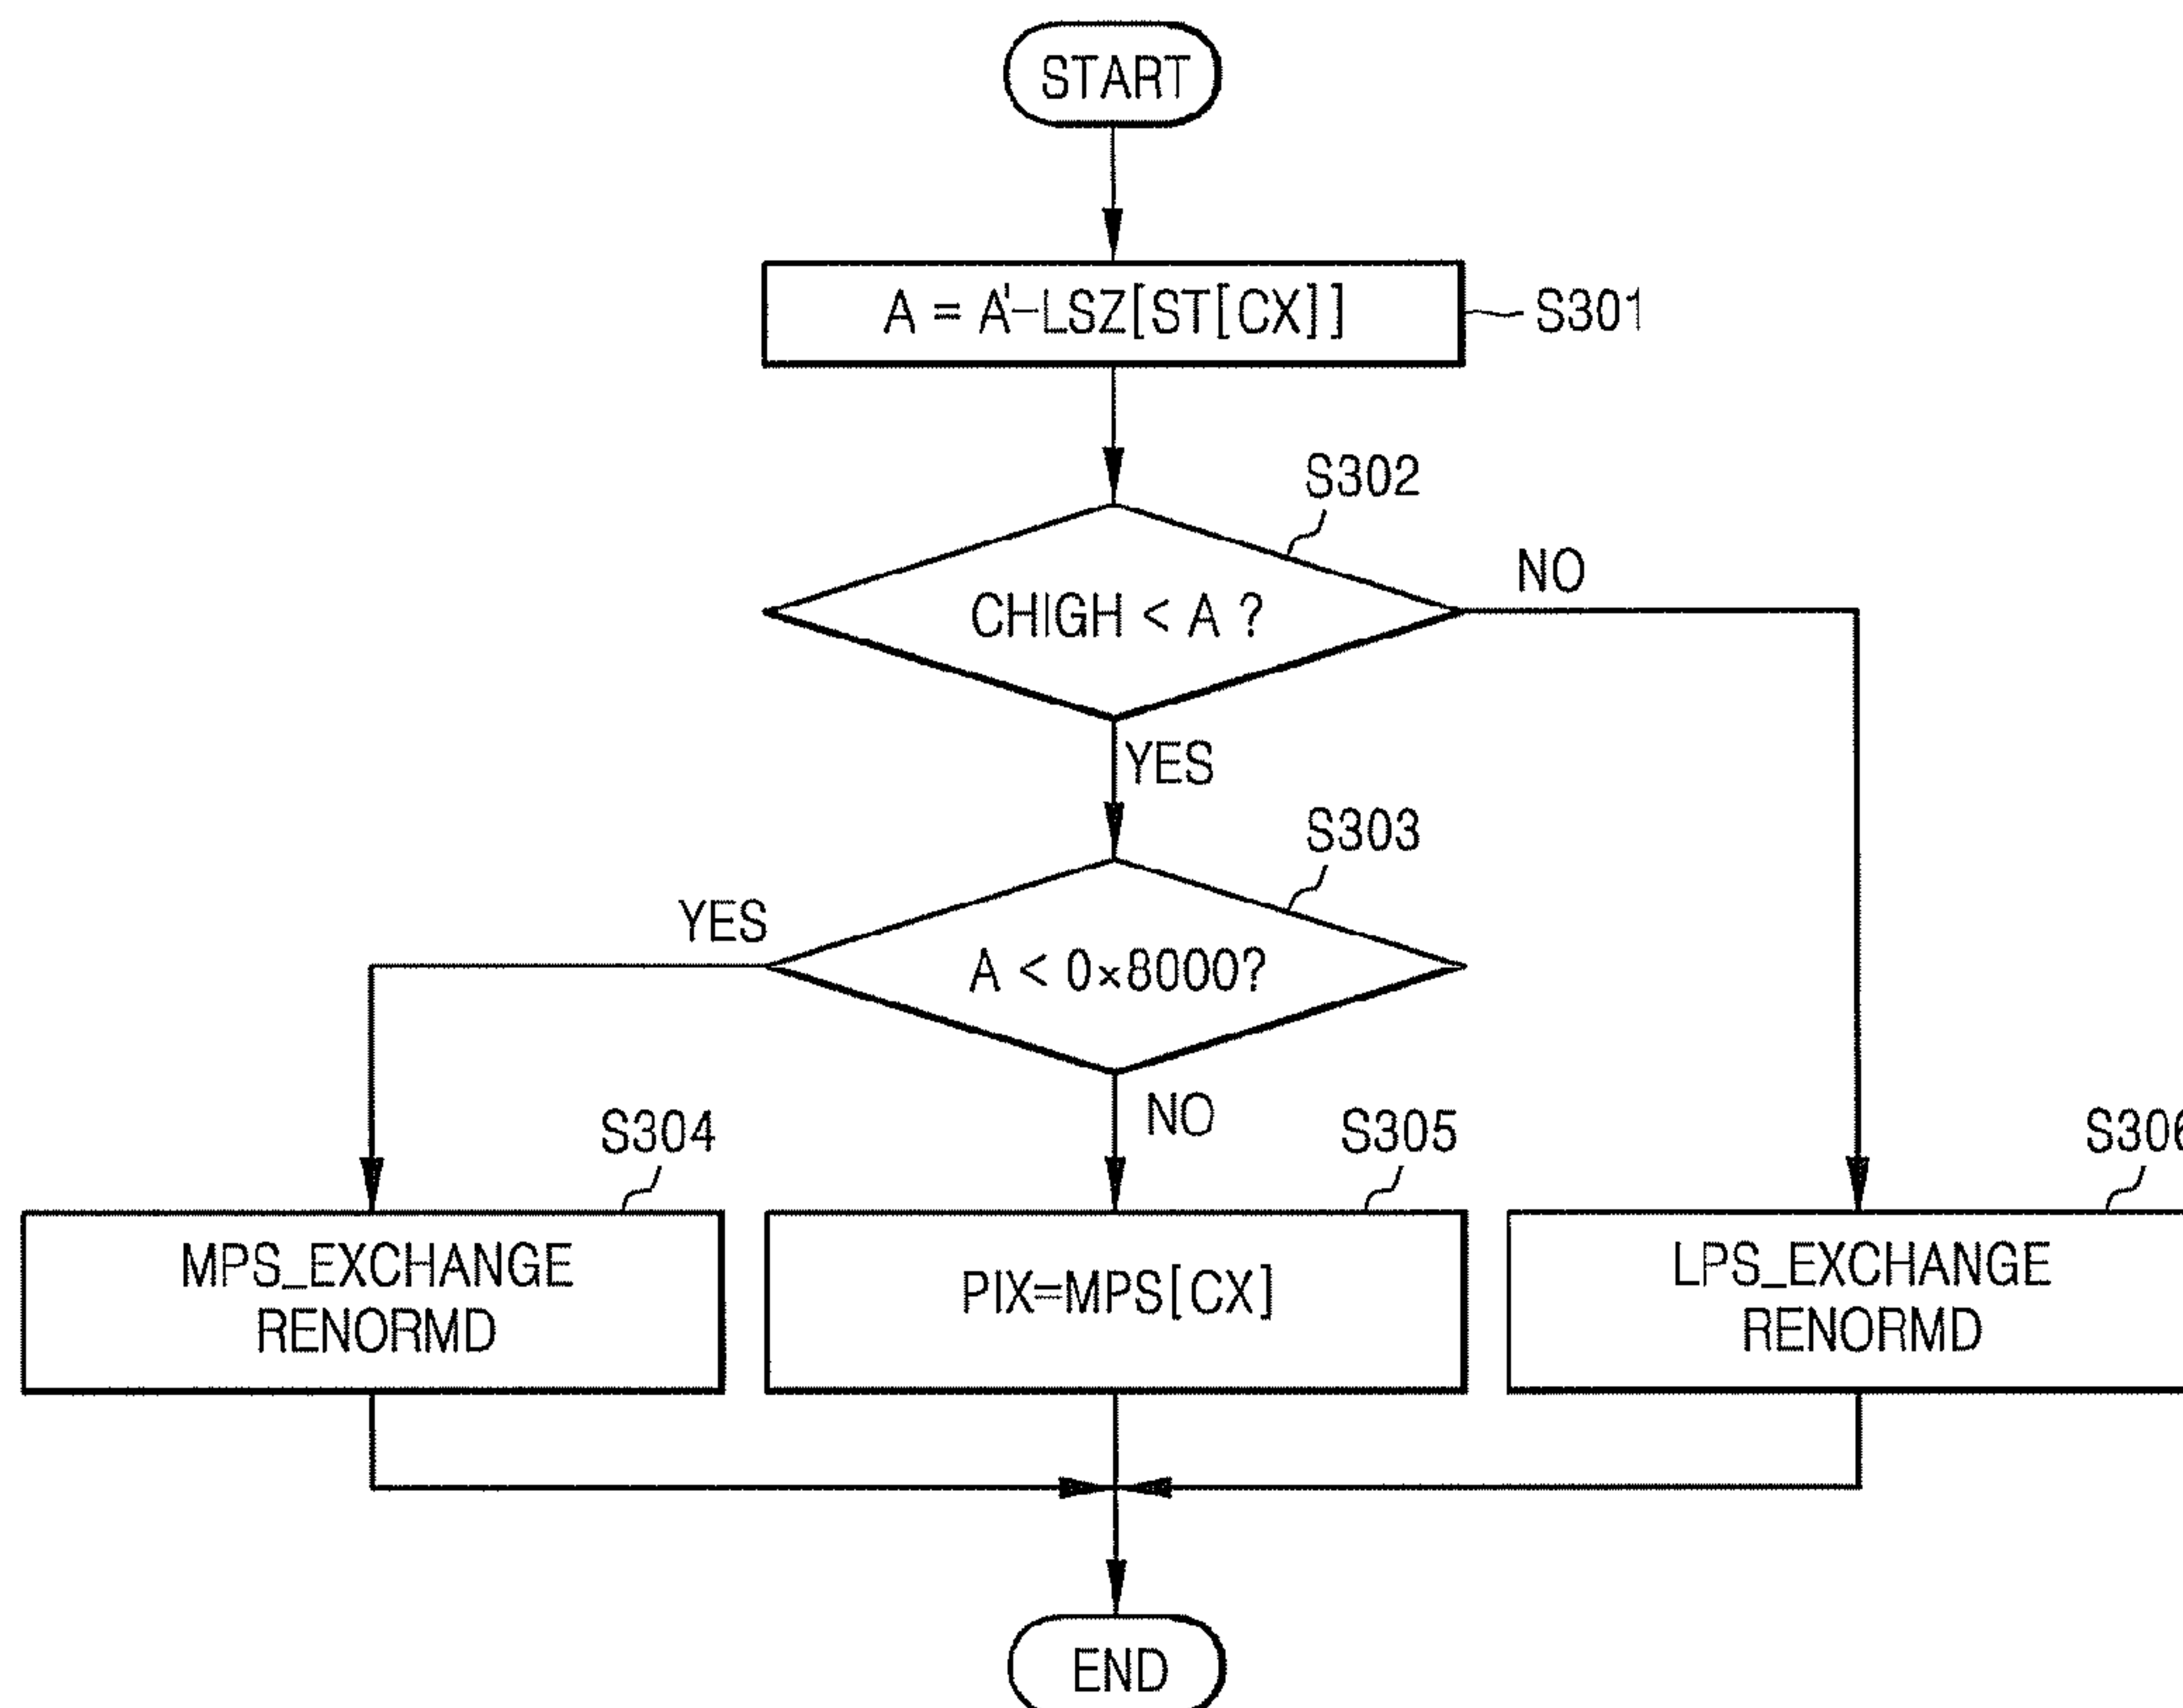 START
A = A'-LSZ[ST[CX]]
S301
S302
CHIGH < A ?
NO
YES
S303
YES
A < 0×8000?
NO
S304
S305
S306
MPS_EXCHANGE
RENORMD
PIX=MPS[CX]
LPS_EXCHANGE
RENORMD
END